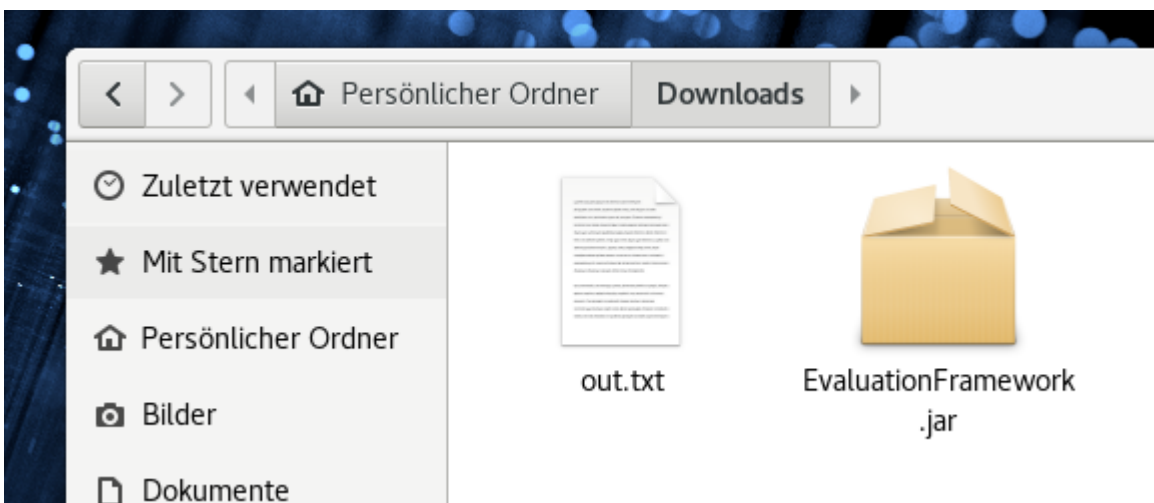 Persönlicher Ordner Downloads
Zuletzt verwendet
Mit Stern markiert
Persönlicher Ordner
Bilder
Dokumente
out.txt
EvaluationFramework
.jar